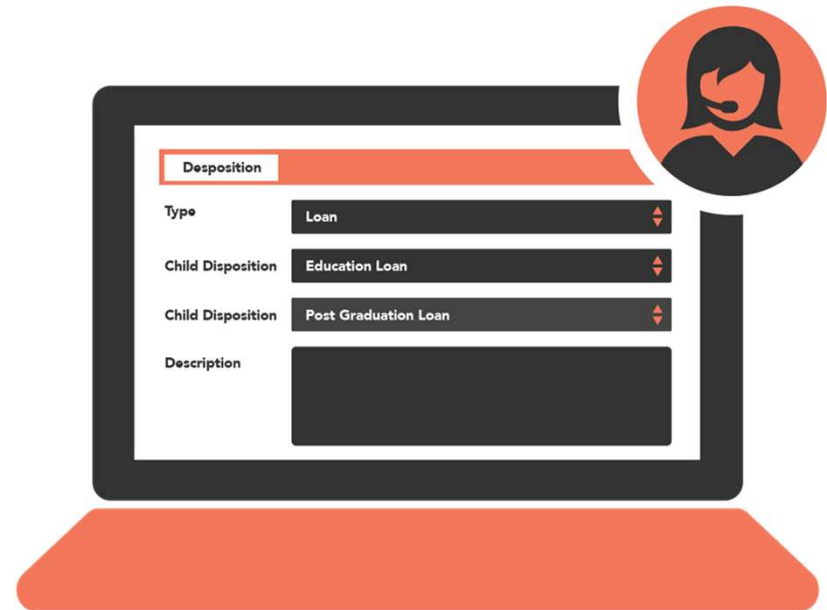 Desposition
Type
Loan
Child Disposition
Education Loan
Child Disposition
Post Graduation Loan
Description